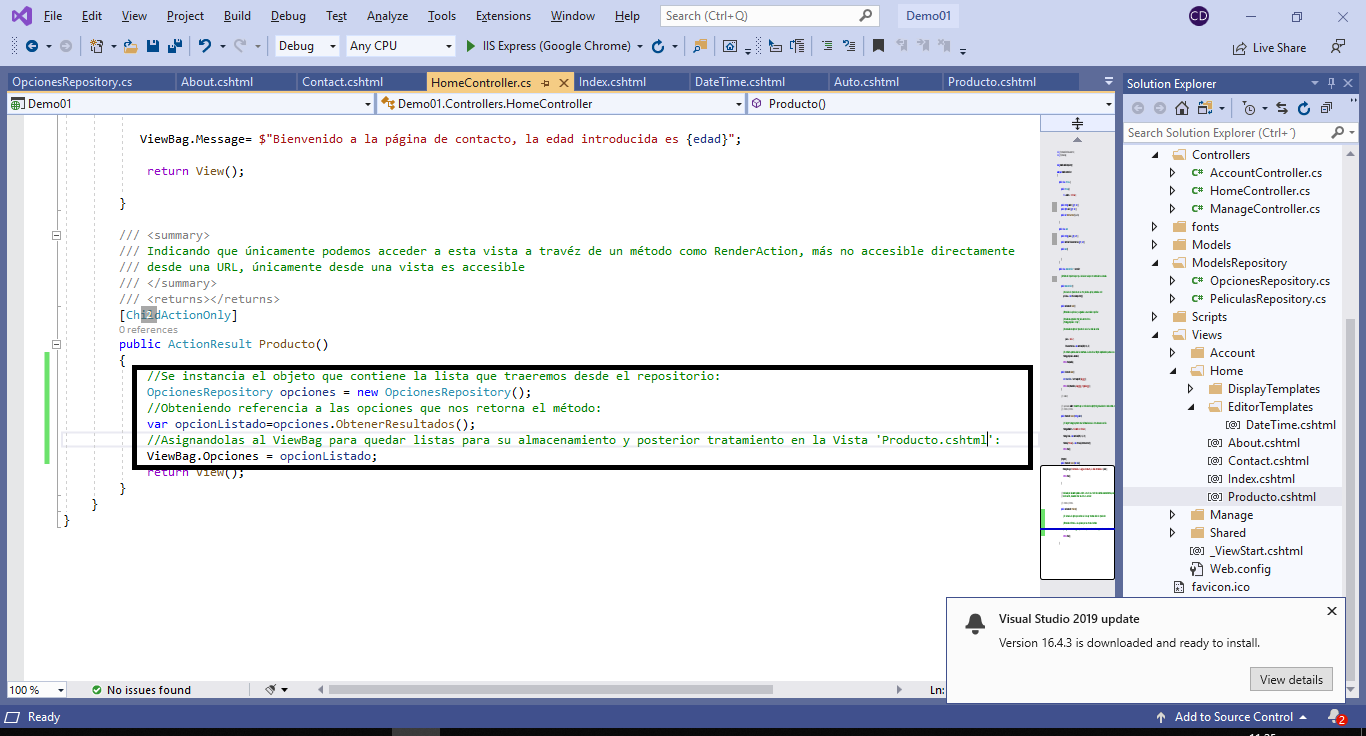 File Edit View Project Build Debug Test Analyze Tools Extensions Window Help Search (Ctrl+Q) Demo01 CD
Debug Any CPU IIS Express (Google Chrome) Live Share
OpcionesRepository.cs About.cshtml Contact.cshtml HomeController.cs Index.cshtml DateTime.cshtml Auto.cshtml Producto.cshtml
Demo01 Demo01.Controllers.HomeController Producto()
ViewBag.Message= $"Bienvenido a la página de contacto, la edad introducida es {edad}";
return View();
}
/// <summary>
/// Indicando que únicamente podemos acceder a esta vista a travéz de un método como RenderAction, más no accesible directamente
/// desde una URL, únicamente desde una vista es accesible
/// </summary>
/// <returns></returns>
[ChildActionOnly]
2
0 references
public ActionResult Producto()
{
//Se instancia el objeto que contiene la lista que traeremos desde el repositorio:
OpcionesRepository opciones = new OpcionesRepository();
//Obteniendo referencia a las opciones que nos retorna el método:
var opcionListado=opciones.ObtenerResultados();
//Asignandolas al ViewBag para quedar listas para su almacenamiento y posterior tratamiento en la Vista 'Producto.cshtml':
ViewBag.Opciones = opcionListado;
return View();
}
}
}
Solution Explorer
Search Solution Explorer (Ctrl+´)
Controllers
C# AccountController.cs
C# HomeController.cs
C# ManageController.cs
fonts
Models
ModelsRepository
C# OpcionesRepository.cs
C# PeliculasRepository.cs
Scripts
Views
Account
Home
DisplayTemplates
EditorTemplates
[@] DateTime.cshtml
[@] About.cshtml
[@] Contact.cshtml
[@] Index.cshtml
[@] Producto.cshtml
Manage
Shared
[@] _ViewStart.cshtml
Web.config
favicon.ico
Visual Studio 2019 update
Version 16.4.3 is downloaded and ready to install.
View details
100 % No issues found Ln:
Ready Add to Source Control 2